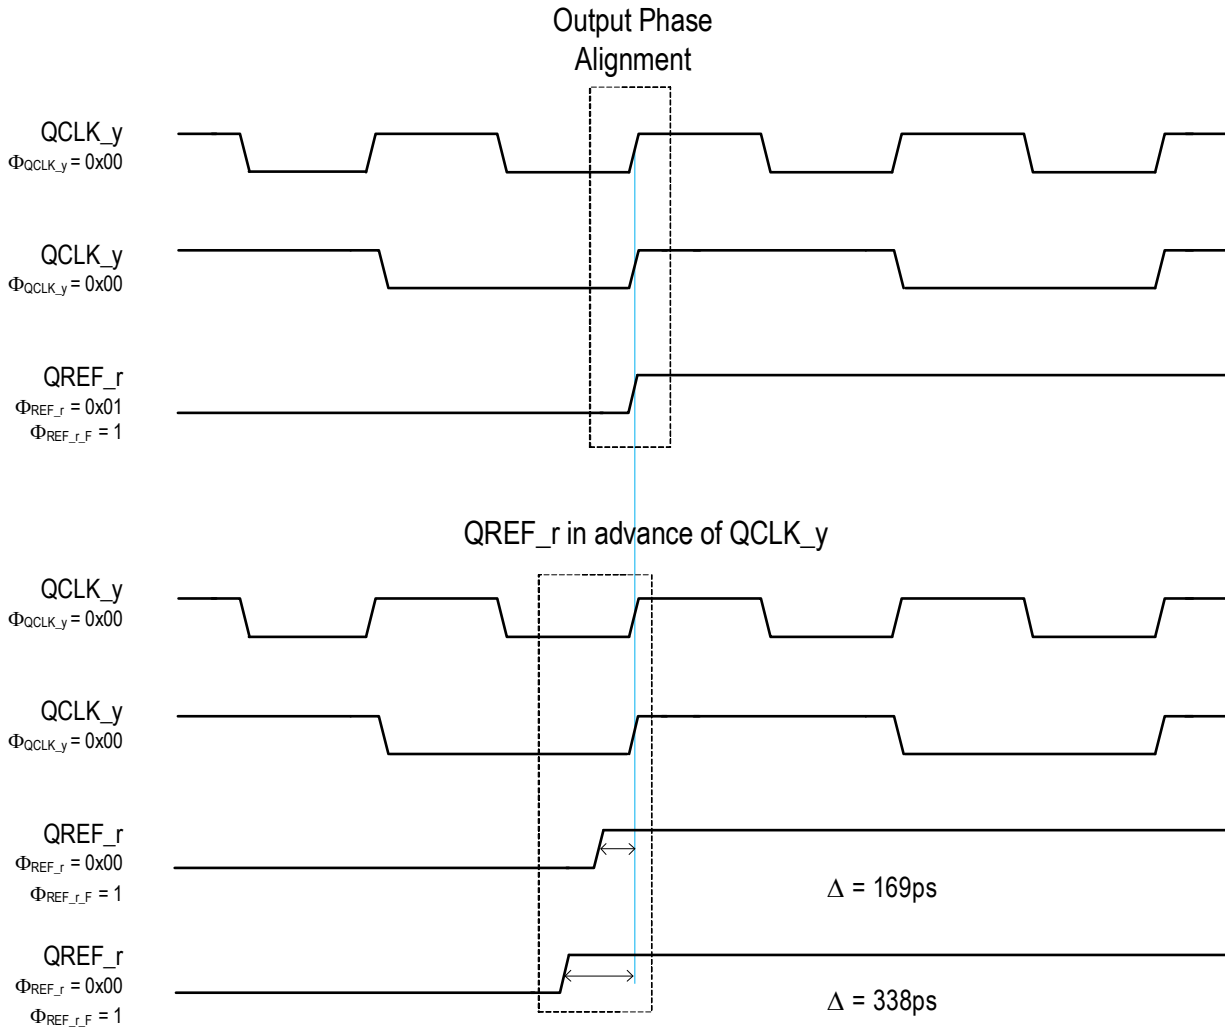 Output Phase
Alignment
QCLK_y
ΦQCLK_y = 0x00
QCLK_y
ΦQCLK_y = 0x00
QREF_r
ΦREF_r = 0x01
ΦREF_r_F = 1
QREF_r in advance of QCLK_y
QCLK_y
ΦQCLK_y = 0x00
QCLK_y
ΦQCLK_y = 0x00
QREF_r
ΦREF_r = 0x00
ΦREF_r_F = 1
Δ = 169ps
QREF_r
ΦREF_r = 0x00
ΦREF_r_F = 1
Δ = 338ps